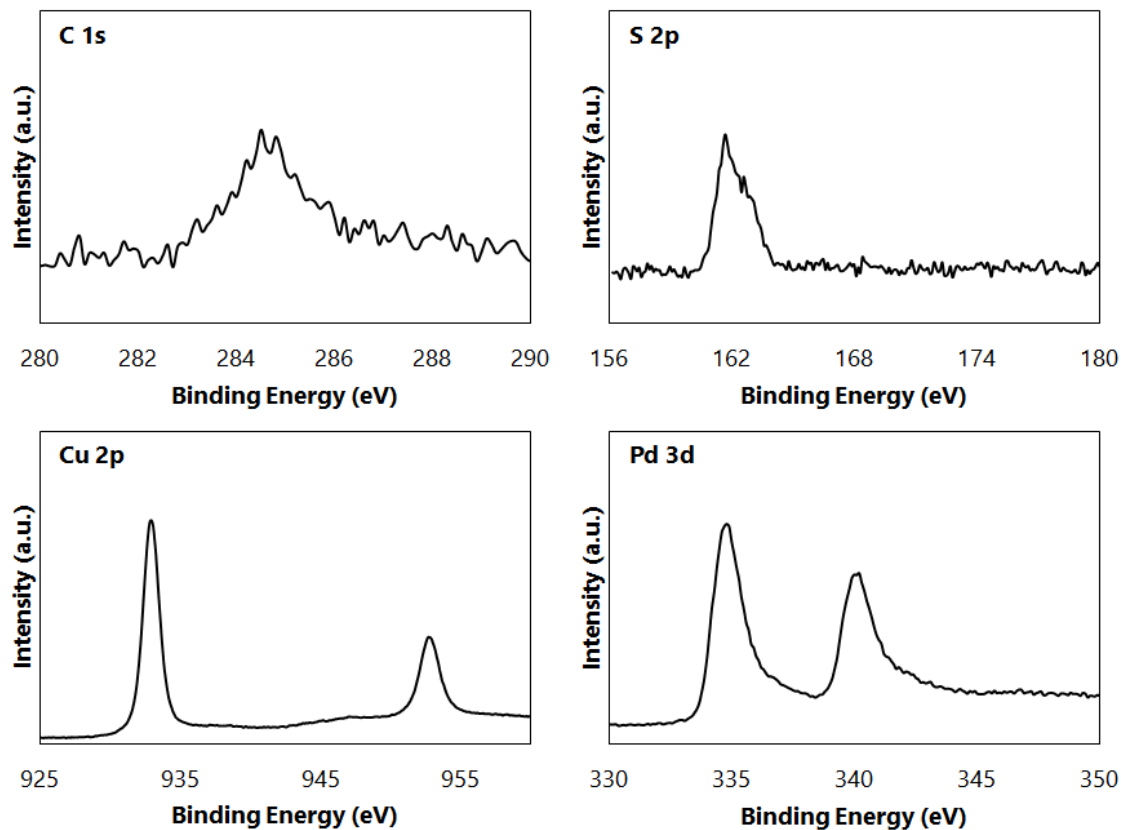 C 1s
Intensity (a.u.)
280 282 284 286 288 290
Binding Energy (eV)
S 2p
Intensity (a.u.)
156 162 168 174 180
Binding Energy (eV)
Cu 2p
Intensity (a.u.)
925 935 945 955
Binding Energy (eV)
Pd 3d
Intensity (a.u.)
330 335 340 345 350
Binding Energy (eV)